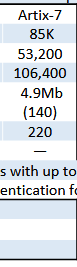 Artix-7
85K
53,200
106,400
4.9Mb
(140)
220
—
s with up to
entication fo